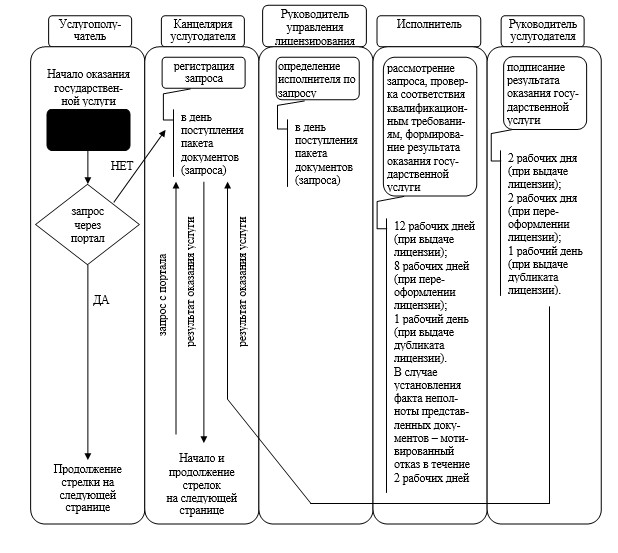 Услугополу-
чатель
Канцелярия
услугодателя
Руководитель
управления
лицензирования
Исполнитель
Руководитель
услугодателя
Начало оказания
государствен-
ной услуги
НЕТ
запрос
через
портал
ДА
Продолжение
стрелки на
следующей
странице
регистрация
запроса
в день
поступления
пакета
документов
(запроса)
запрос с портала
результат оказания услуги
результат оказания услуги
Начало и
продолжение
стрелок
на следующей
странице
определение
исполнителя по
запросу
в день
поступления
пакета
документов
(запроса)
рассмотрение
запроса, провер-
ка соответствия
квалификацион-
ным требовани-
ям, формирова-
ние результата
оказания госу-
дарственной
услуги
12 рабочих дней
(при выдаче
лицензии);
8 рабочих дней
(при пере-
оформлении
лицензии);
1 рабочий день
(при выдаче
дубликата
лицензии).
В случае
установления
факта непол-
ноты представ-
ленных доку-
ментов – моти-
вированный
отказ в течение
2 рабочих дней
подписание
результата
оказания госу-
дарственной
услуги
2 рабочих дня
(при выдаче
лицензии);
2 рабочих дня
(при пере-
оформлении
лицензии);
1 рабочий день
(при выдаче
дубликата
лицензии).